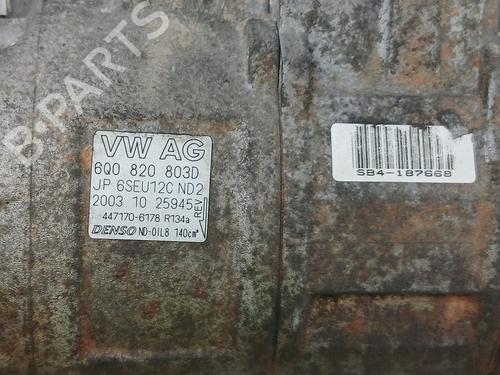 B-PARTS
VW AG
6Q0 820 803D
JP 6SEU12C ND2
2003 10 25945
REV
447170-6178 R134a
DENSO ND-OIL8 140cm³
SB4-187668